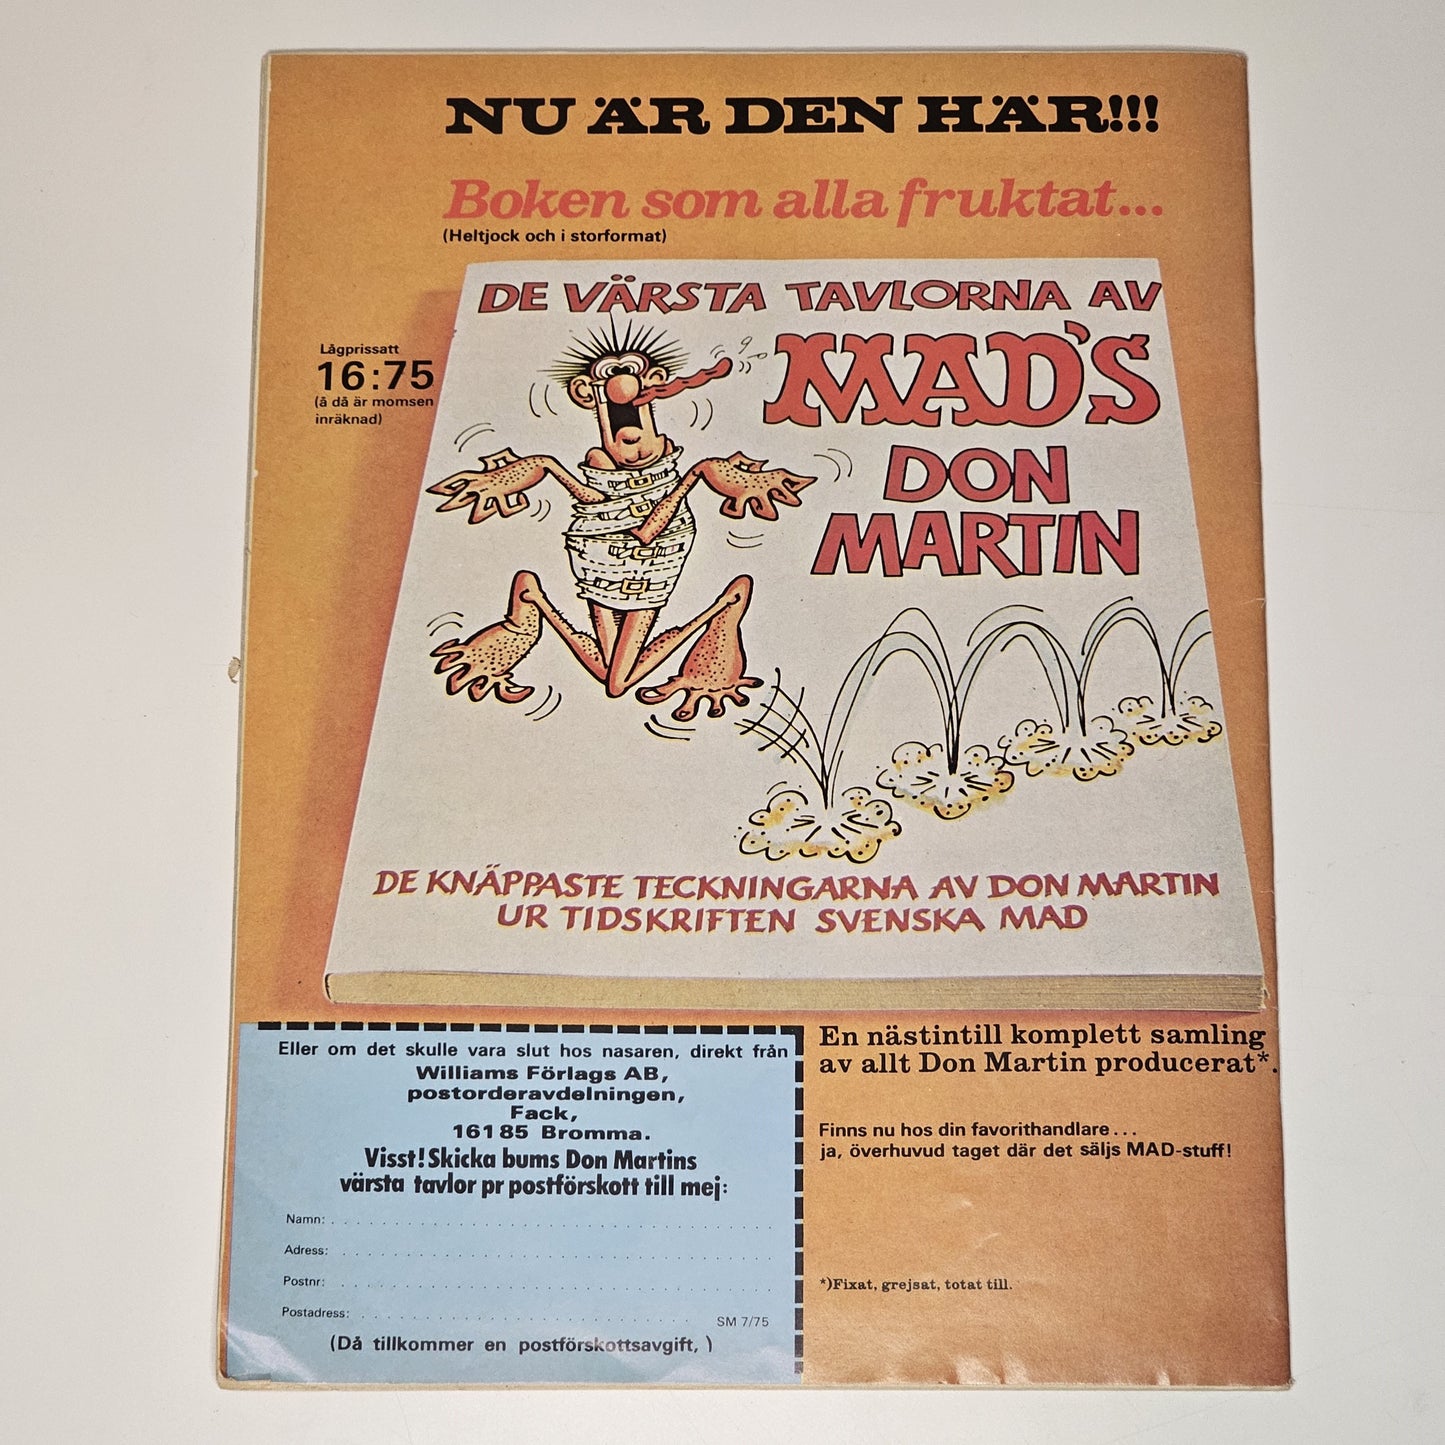 NU ÄR DEN HÄR!!!
Boken som alla fruktat...
(Heltjock och i storformat)
Lågprissatt
16:75
(å då är momsen
inräknad)
DE VÄRSTA TAVLORNA AV
MAD'S
DON
MARTIN
DE KNÄPPASTE TECKNINGARNA AV DON MARTIN
UR TIDSKRIFTEN SVENSKA MAD
Eller om det skulle vara slut hos nasaren, direkt från
Williams Förlags AB,
postorderavdelningen,
Fack,
161 85 Bromma.
Visst! Skicka bums Don Martins
värsta tavlor pr postförskott till mej:
Namn:
Adress:
Postnr:
Postadress:
SM 7/75
(Då tillkommer en postförskottsavgift, )
En nästintill komplett samling
av allt Don Martin producerat*.
Finns nu hos din favorithandlare...
ja, överhuvud taget där det säljs MAD-stuff!
*)Fixat, grejsat, totat till.